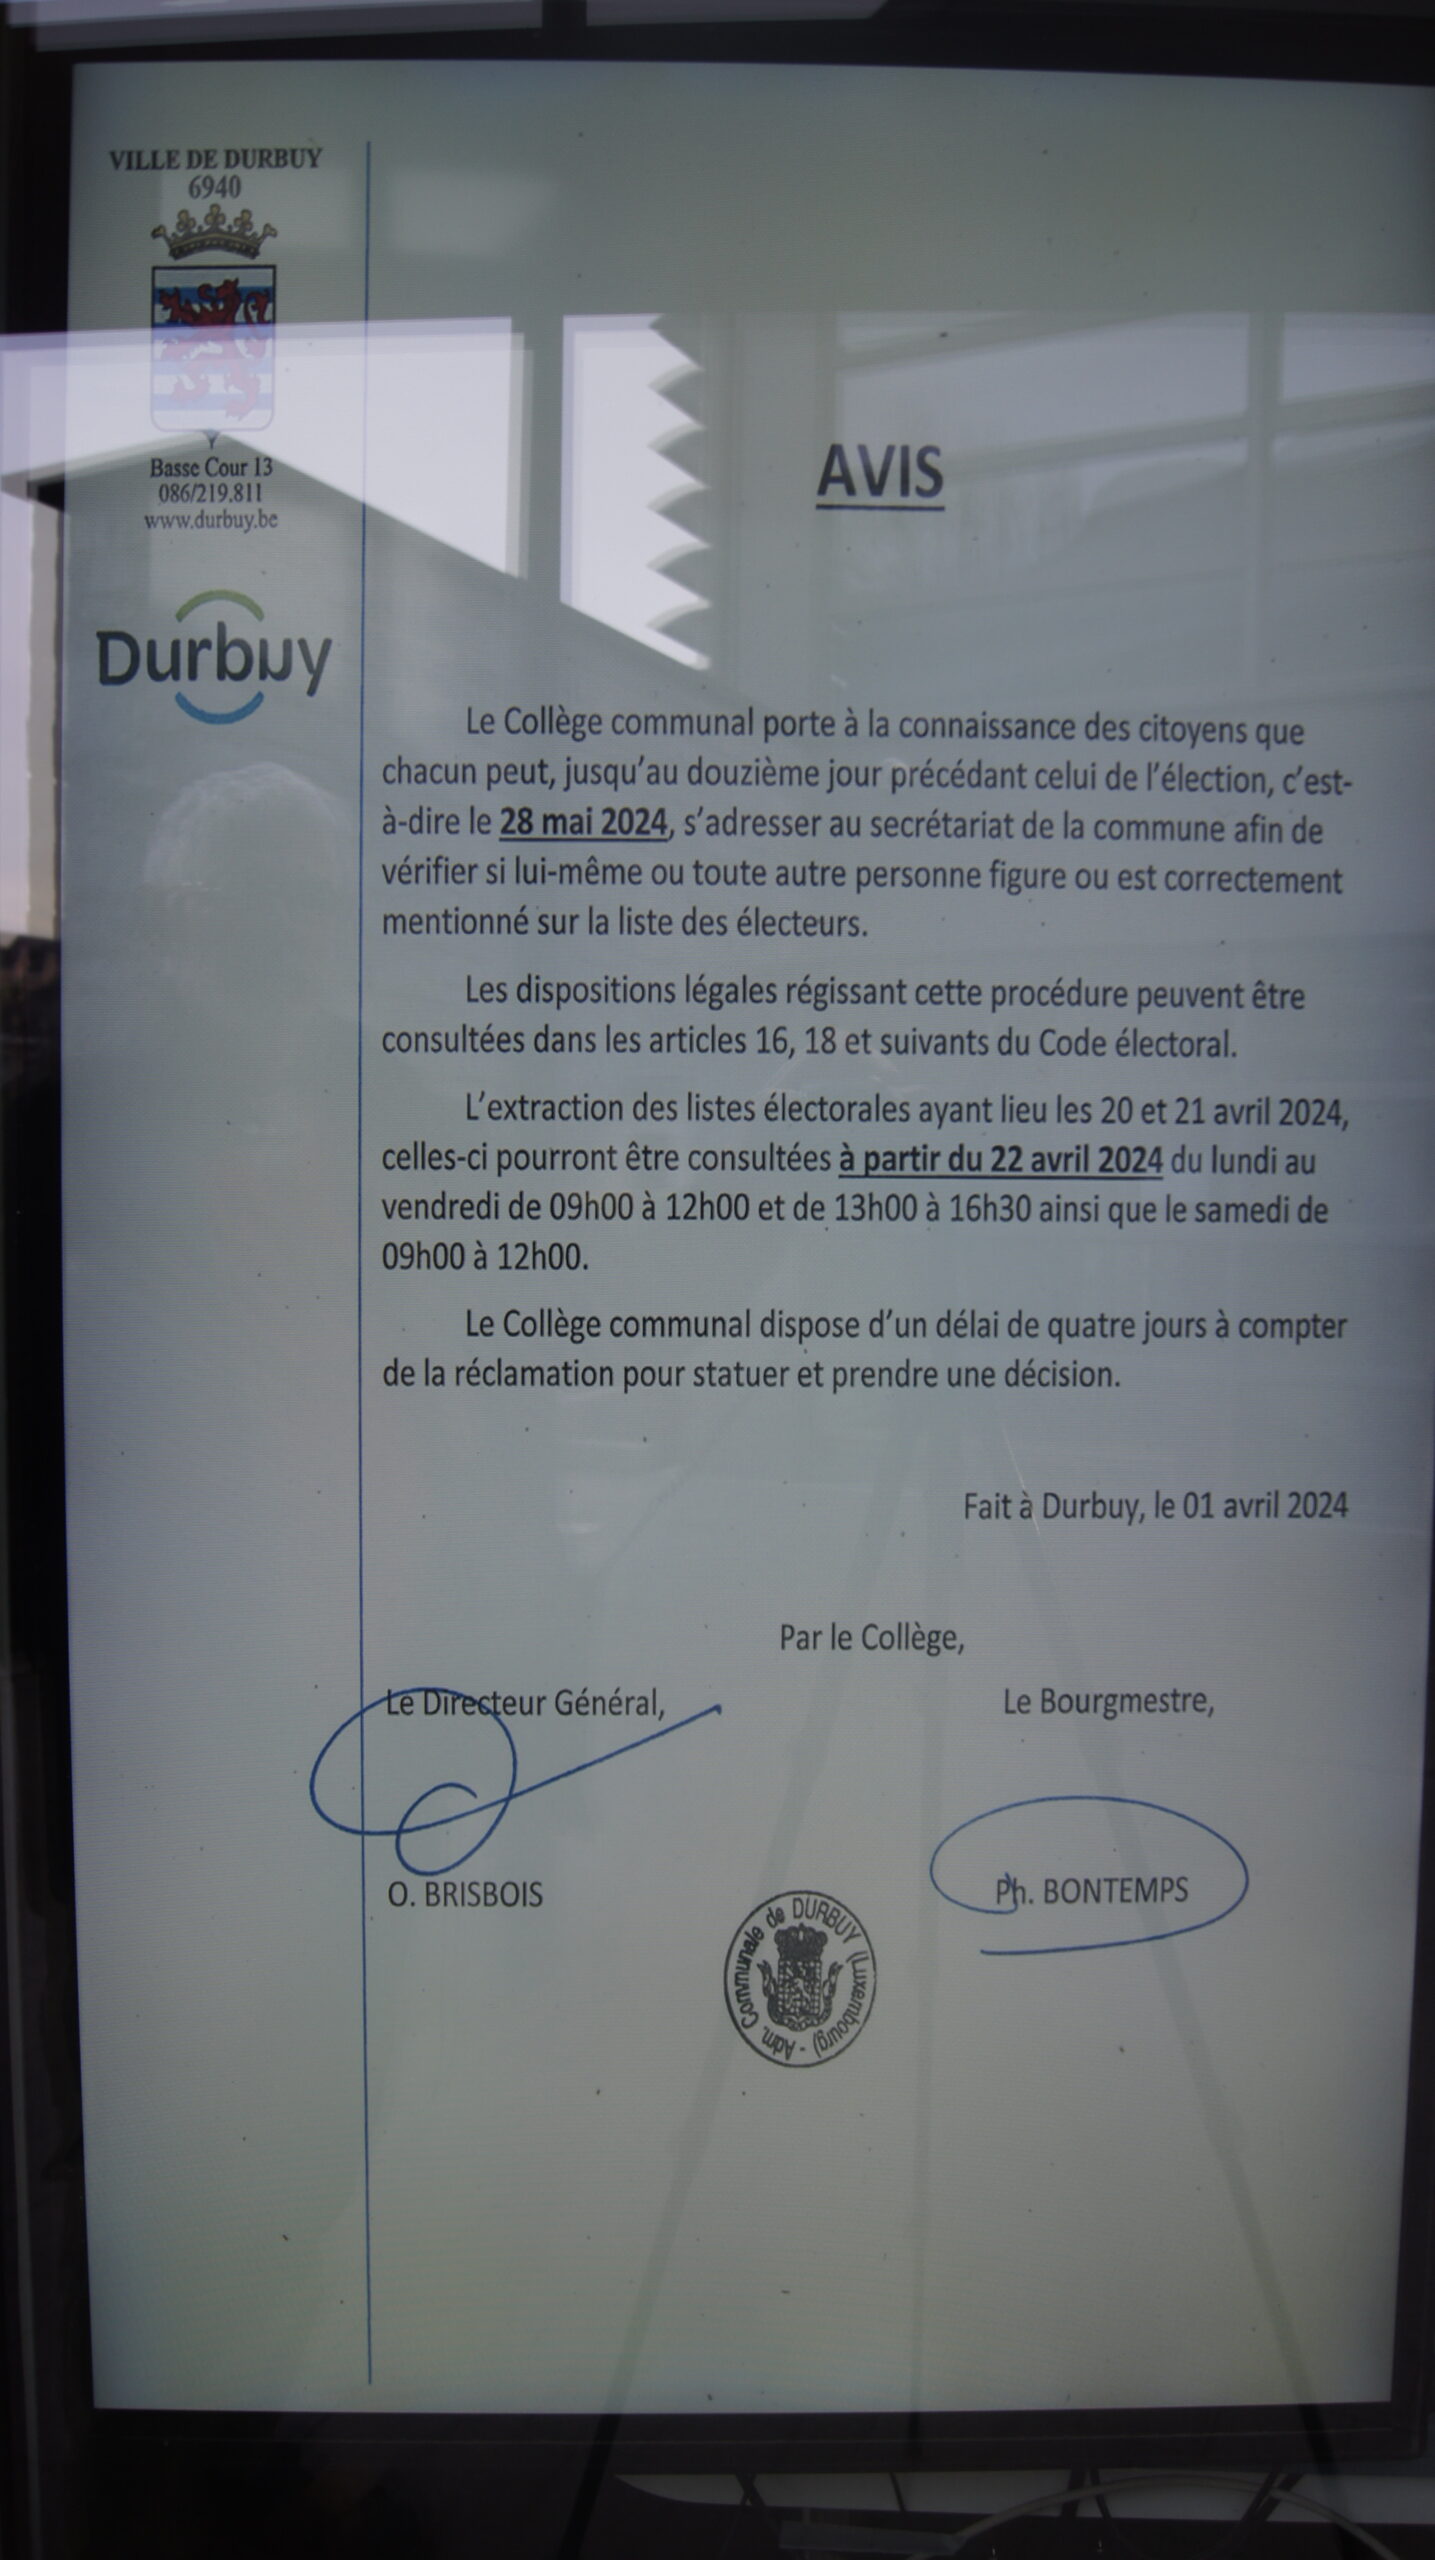 VILLE DE DURBUY
6940
Basse Cour 13
086/219.811
www.durbuy.be
Durbuy
AVIS
Le Collège communal porte à la connaissance des citoyens que
chacun peut, jusqu'au douzième jour précédant celui de l'élection, c'est-
à-dire le 28 mai 2024, s'adresser au secrétariat de la commune afin de
vérifier si lui-même ou toute autre personne figure ou est correctement
mentionné sur la liste des électeurs.
Les dispositions légales régissant cette procédure peuvent être
consultées dans les articles 16, 18 et suivants du Code électoral.
L'extraction des listes électorales ayant lieu les 20 et 21 avril 2024,
celles-ci pourront être consultées à partir du 22 avril 2024 du lundi au
vendredi de 09h00 à 12h00 et de 13h00 à 16h30 ainsi que le samedi de
09h00 à 12h00.
Le Collège communal dispose d'un délai de quatre jours à compter
de la réclamation pour statuer et prendre une décision.
Fait à Durbuy, le 01 avril 2024
Par le Collège,
Le Directeur Général,
Le Bourgmestre,
O. BRISBOIS
Ph. BONTEMPS
Adm. Communale de DURBUY (Luxembourg) -